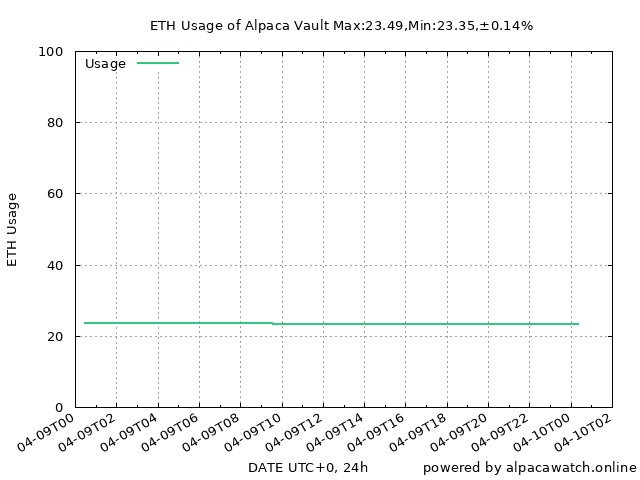 ETH Usage of Alpaca Vault Max:23.49,Min:23.35,±0.14%
Usage
ETH Usage
100
80
60
40
20
0
04-09T00
04-09T02
04-09T04
04-09T06
04-09T08
04-09T10
04-09T12
04-09T14
04-09T16
04-09T18
04-09T20
04-09T22
04-10T00
04-10T02
DATE UTC+0, 24h
powered by alpacawatch.online